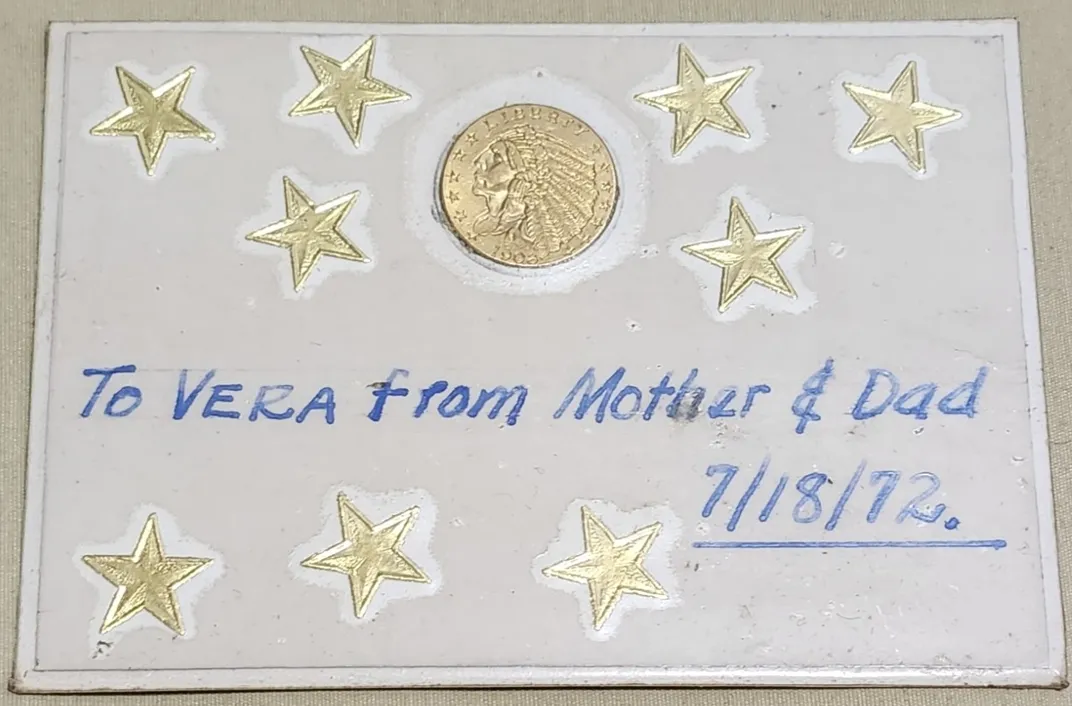 LIBERTY
To VERA from Mother & Dad
7/18/72.